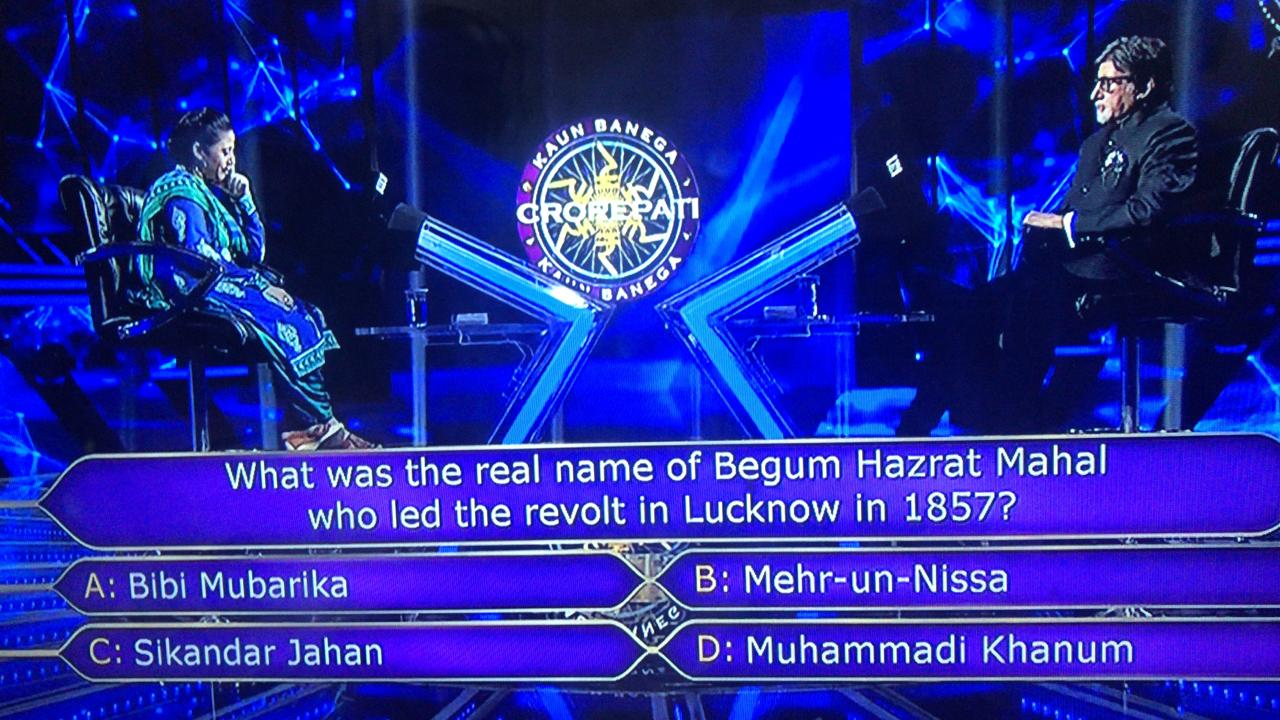 KAUN BANEGA
CROREPATI
BANEGA
What was the real name of Begum Hazrat Mahal
who led the revolt in Lucknow in 1857?
A: Bibi Mubarika
B: Mehr-un-Nissa
C: Sikandar Jahan
D: Muhammadi Khanum